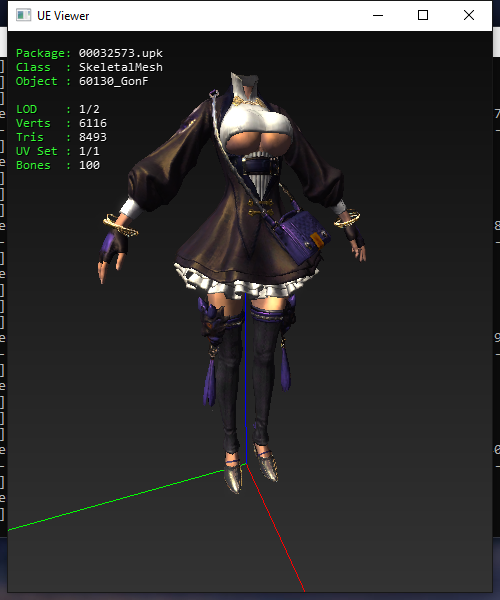 UE Viewer
Package: 00032573.upk
Class : SkeletalMesh
Object : 60130_GonF
LOD : 1/2
Verts : 6116
Tris : 8493
UV Set : 1/1
Bones : 100